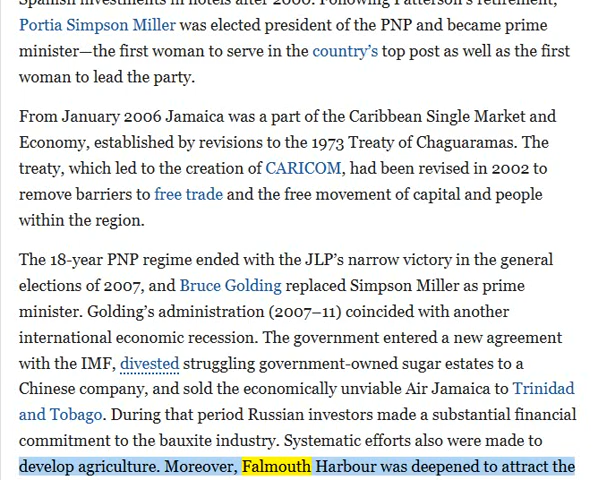 Spanish investments in hotels after 2000. Following Patterson's retirement,
Portia Simpson Miller was elected president of the PNP and became prime
minister—the first woman to serve in the country's top post as well as the first
woman to lead the party.
From January 2006 Jamaica was a part of the Caribbean Single Market and
Economy, established by revisions to the 1973 Treaty of Chaguaramas. The
treaty, which led to the creation of CARICOM, had been revised in 2002 to
remove barriers to free trade and the free movement of capital and people
within the region.
The 18-year PNP regime ended with the JLP's narrow victory in the general
elections of 2007, and Bruce Golding replaced Simpson Miller as prime
minister. Golding's administration (2007–11) coincided with another
international economic recession. The government entered a new agreement
with the IMF, divested struggling government-owned sugar estates to a
Chinese company, and sold the economically unviable Air Jamaica to Trinidad
and Tobago. During that period Russian investors made a substantial financial
commitment to the bauxite industry. Systematic efforts also were made to
develop agriculture. Moreover, Falmouth Harbour was deepened to attract the